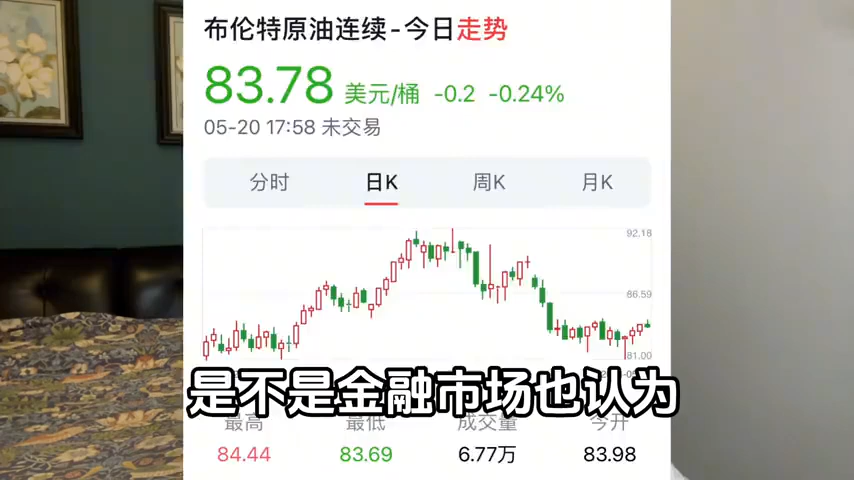 布伦特原油连续-今日走势
83.78 美元/桶 -0.2 -0.24%
05-20 17:58 未交易
分时 日K 周K 月K
92.18
86.59
81.00
是不是金融市场也认为
最高 最低 成交量 今开
84.44 83.69 6.77万 83.98